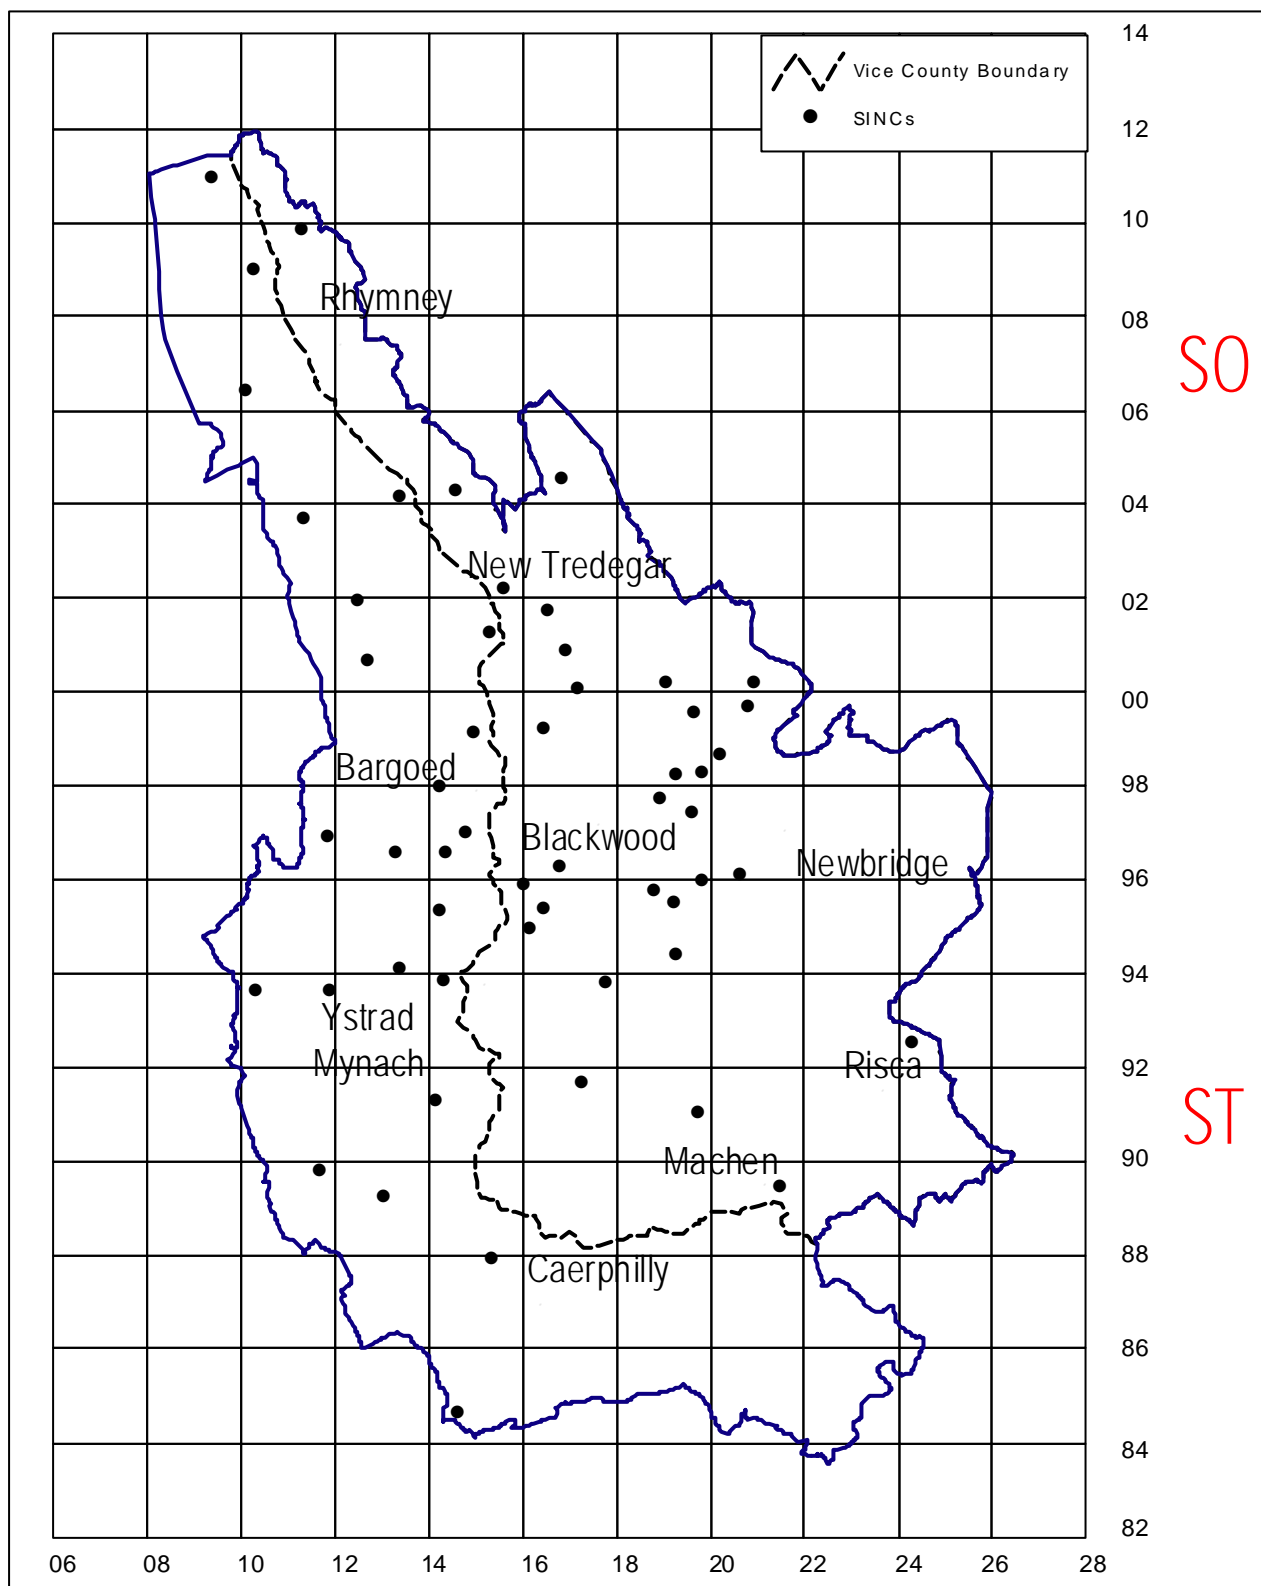 14
Vice County Boundary
SINCs
12
10
Rhymney
08
SO
06
04
New Tredegar
02
00
Bargoed
98
Blackwood
Newbridge
96
94
Ystrad
Mynach
Risca
92
ST
Machen
90
88
Caerphilly
86
84
82
06 08 10 12 14 16 18 20 22 24 26 28